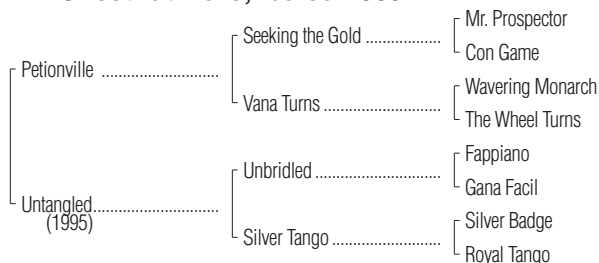 Petionville ..............................
Untangled................................
(1995)
Seeking the Gold ...................
Vana Turns ..............................
Unbridled ................................
Silver Tango ............................
Mr. Prospector
Con Game
Wavering Monarch
The Wheel Turns
Fappiano
Gana Facil
Silver Badge
Royal Tango